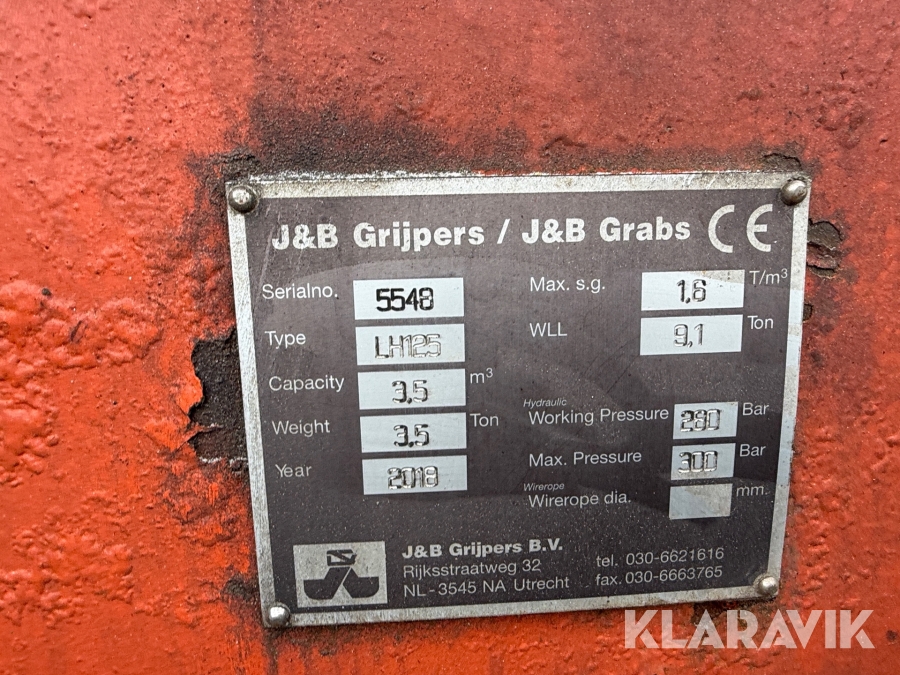 J&B Grijpers / J&B Grabs CE
Serialno. 5548
Type LH125
Capacity 3,5 m³
Weight 3,5 Ton
Year 2018
Max. s.g. 1,6 T/m³
WLL 9,1 Ton
Hydraulic
Working Pressure 280 Bar
Max. Pressure 300 Bar
Wirerope
Wirerope dia. mm.
J&B Grijpers B.V.
Rijksstraatweg 32
NL-3545 NA Utrecht
tel. 030-6621616
fax. 030-6663765
KLARAVIK